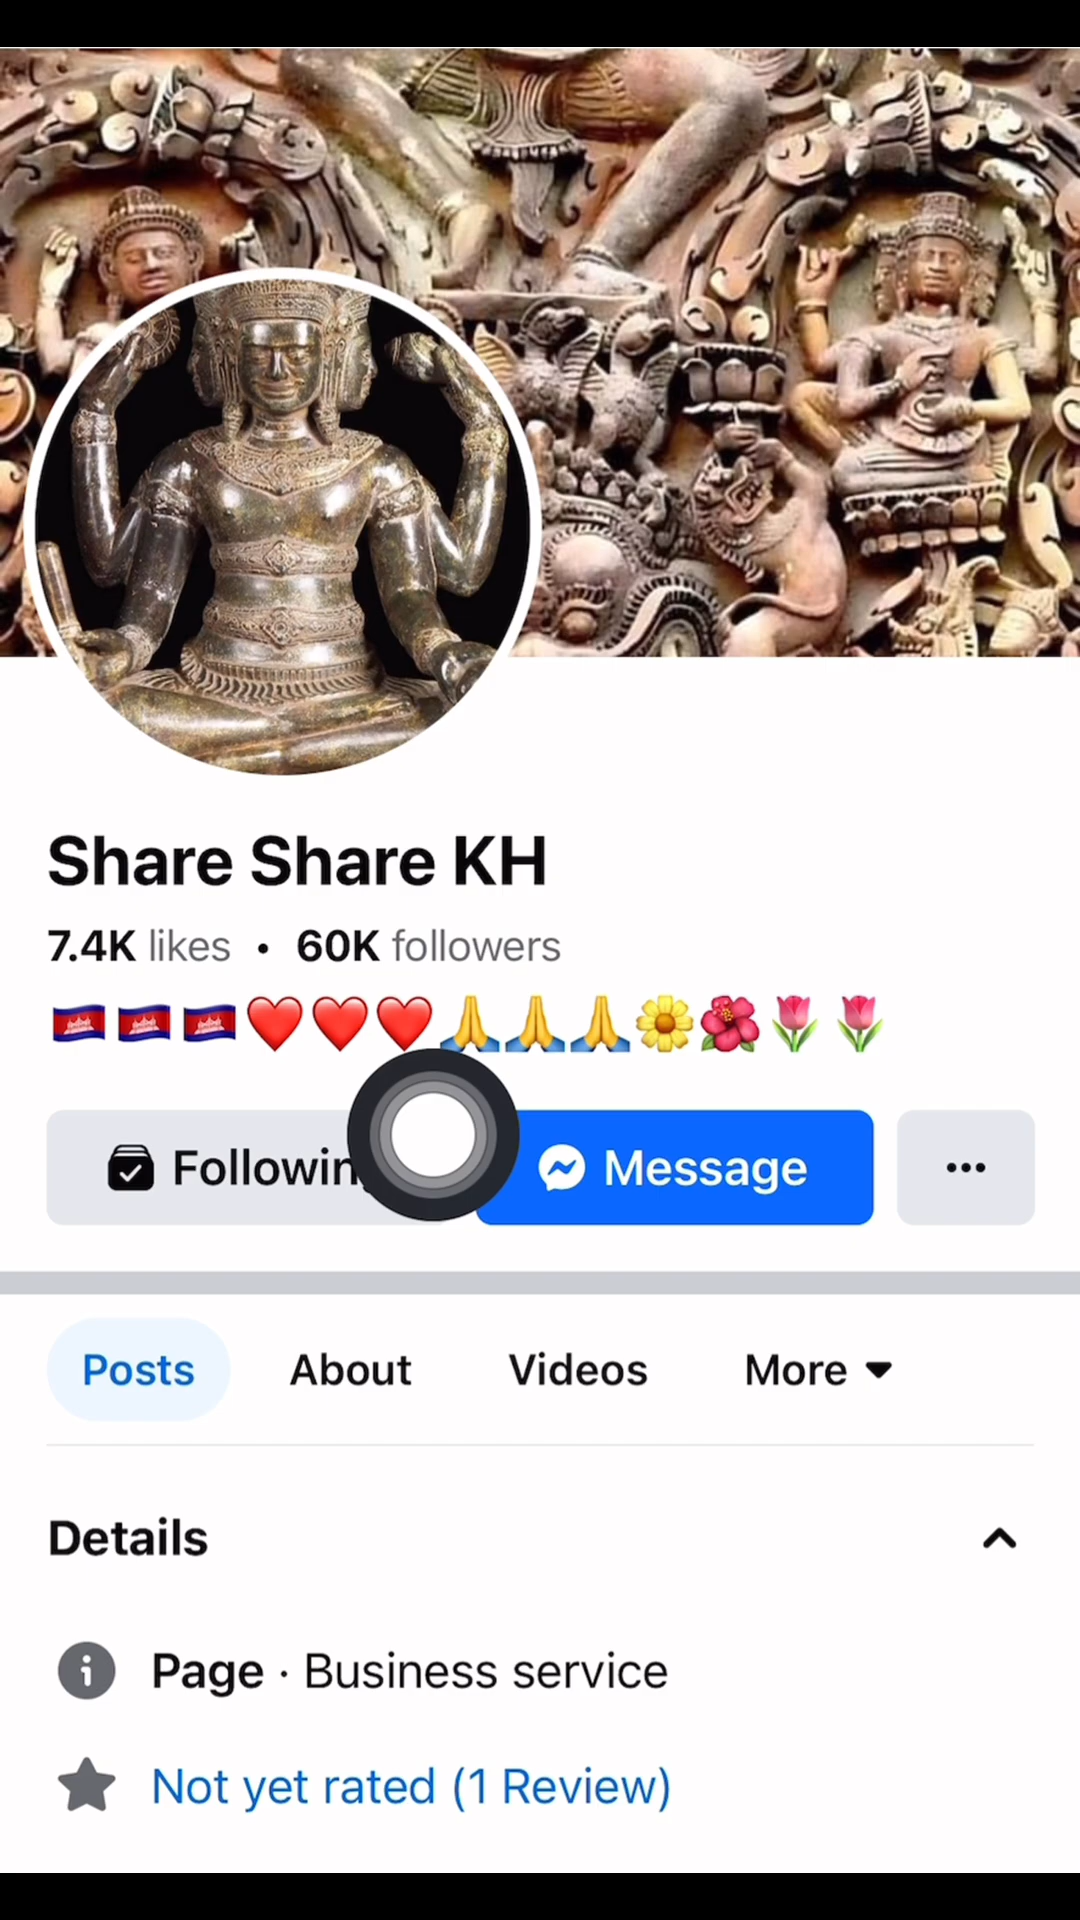 Share Share KH
7.4K likes • 60K followers
🇰🇭🇰🇭🇰🇭❤️❤️❤️🙏🙏🙏🌼🌺🌷🌷
Following
Message
Posts
About
Videos
More
Details
Page · Business service
Not yet rated (1 Review)